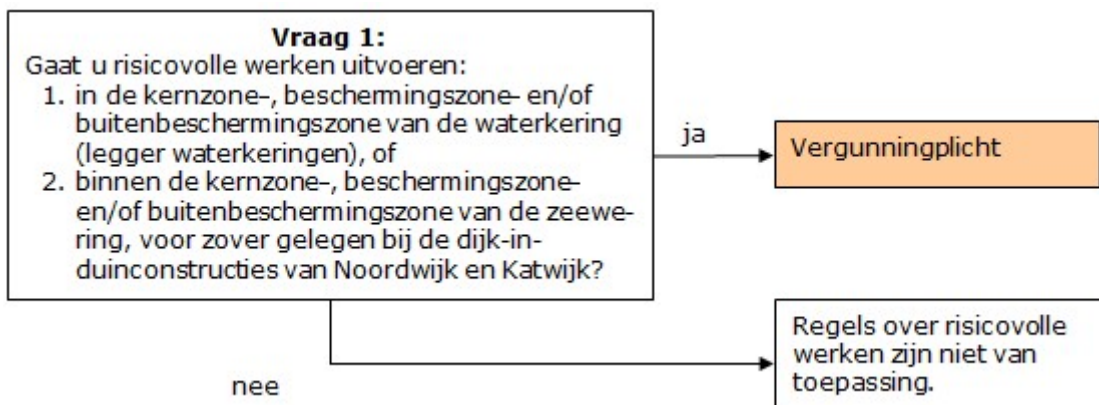 Vraag 1:
Gaat u risicovolle werken uitvoeren:
1. in de kernzone-, beschermingszone- en/of
buitenbeschermingszone van de waterkering
(legger waterkeringen), of
2. binnen de kernzone-, beschermingszone-
en/of buitenbeschermingszone van de zeewe-
ring, voor zover gelegen bij de dijk-in-
duinconstructies van Noordwijk en Katwijk?
ja
Vergunningplicht
nee
Regels over risicovolle
werken zijn niet van
toepassing.